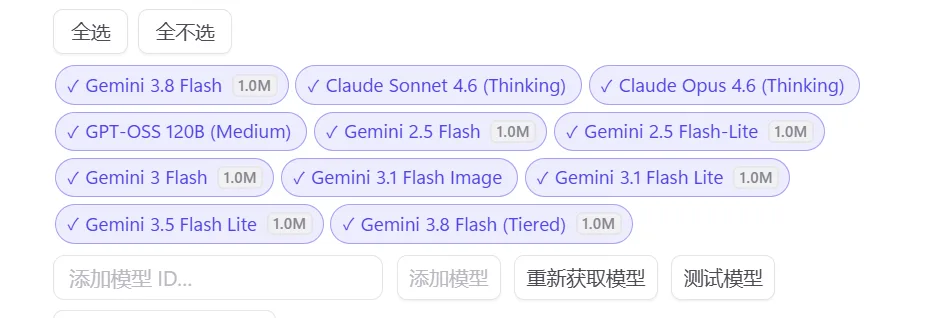 全选 全不选
✓ Gemini 3.8 Flash 1.0M ✓ Claude Sonnet 4.6 (Thinking) ✓ Claude Opus 4.6 (Thinking)
✓ GPT-OSS 120B (Medium) ✓ Gemini 2.5 Flash 1.0M ✓ Gemini 2.5 Flash-Lite 1.0M
✓ Gemini 3 Flash 1.0M ✓ Gemini 3.1 Flash Image ✓ Gemini 3.1 Flash Lite 1.0M
✓ Gemini 3.5 Flash Lite 1.0M ✓ Gemini 3.8 Flash (Tiered) 1.0M
添加模型 ID... 添加模型 重新获取模型 测试模型